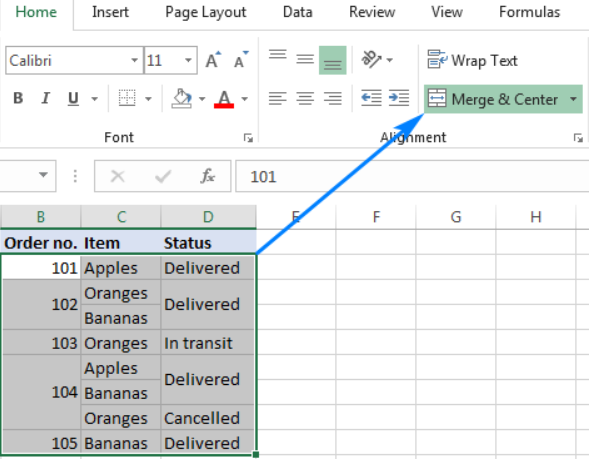 Home Insert Page Layout Data Review View Formulas
Calibri 11 A A Wrap Text
B I U A Merge & Center
Font Alignment
fx 101
B C D E F G H
Order no. Item Status
101 Apples Delivered
102 Oranges Delivered
Bananas
103 Oranges In transit
104 Apples Delivered
Bananas
Oranges Cancelled
105 Bananas Delivered